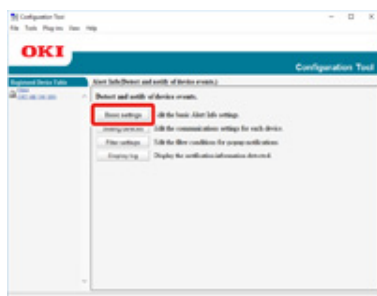 Configuration Tool
File Tools Plug-ins View Help
OKI
Configuration Tool
Registered Device Table
Alert Info(Detect and notify of device events.)
Detect and notify of device events.
Basic settings
Edit the basic Alert Info settings.
Setting devices
Edit the communications settings for each device.
Filter settings
Edit the filter conditions for popup notifications.
Display log
Display the notification information detected.